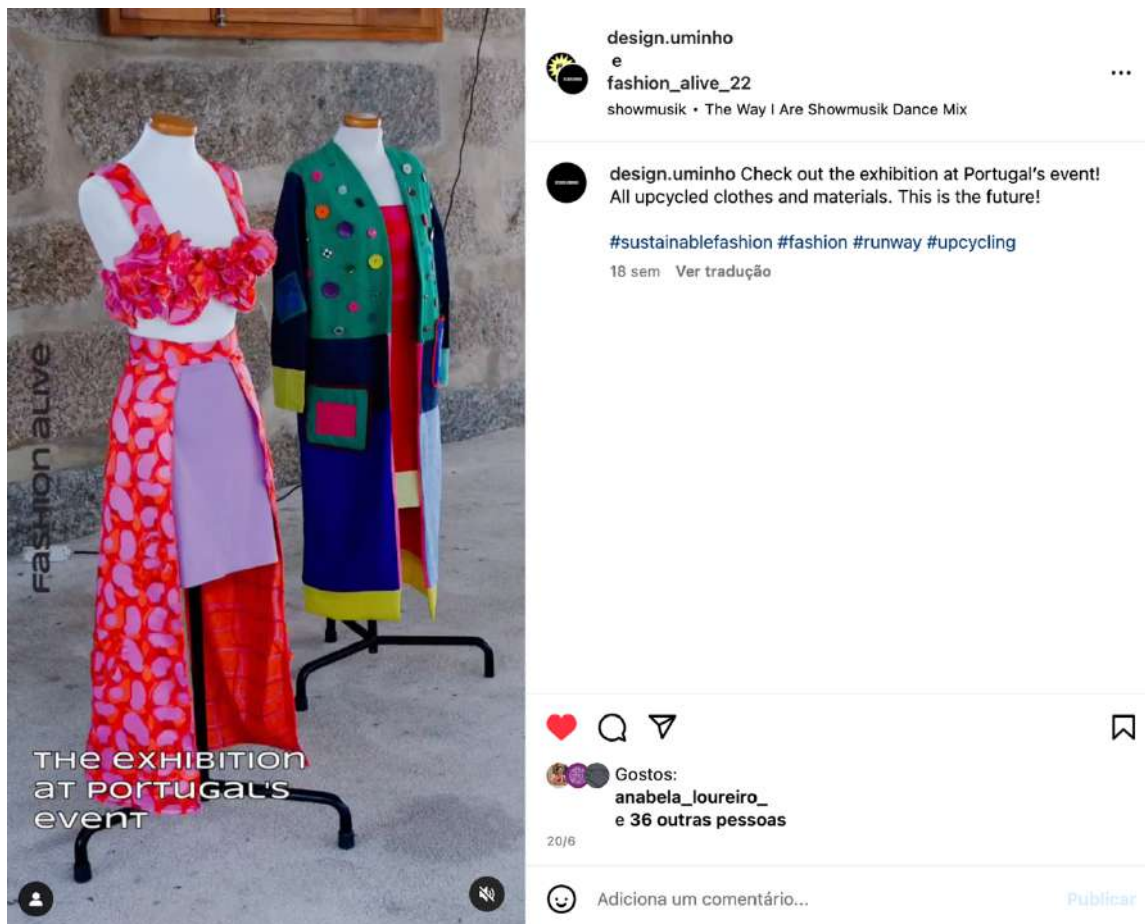 FASHION ALIVE
THE EXHIBITION
AT PORTUGAL'S
EVENT
design.uminho
e
fashion_alive_22
showmusik • The Way I Are Showmusik Dance Mix
design.uminho Check out the exhibition at Portugal's event!
All upcycled clothes and materials. This is the future!
#sustainablefashion #fashion #runway #upcycling
18 sem Ver tradução
Gostos:
anabela_loureiro_
e 36 outras pessoas
20/6
Adiciona um comentário...
Publicar